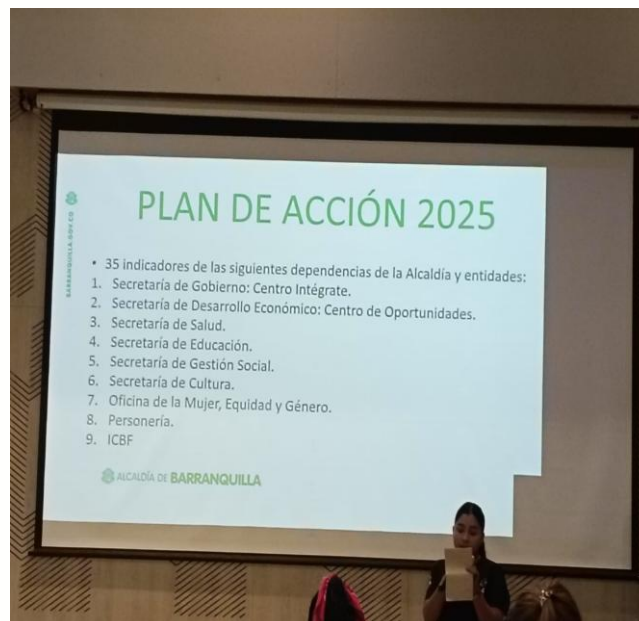 BARRANQUILLA.GOV.CO
PLAN DE ACCIÓN 2025
• 35 indicadores de las siguientes dependencias de la Alcaldía y entidades:
1. Secretaría de Gobierno: Centro Intégrate.
2. Secretaría de Desarrollo Económico: Centro de Oportunidades.
3. Secretaría de Salud.
4. Secretaría de Educación.
5. Secretaría de Gestión Social.
6. Secretaría de Cultura.
7. Oficina de la Mujer, Equidad y Género.
8. Personería.
9. ICBF
ALCALDÍA DE BARRANQUILLA